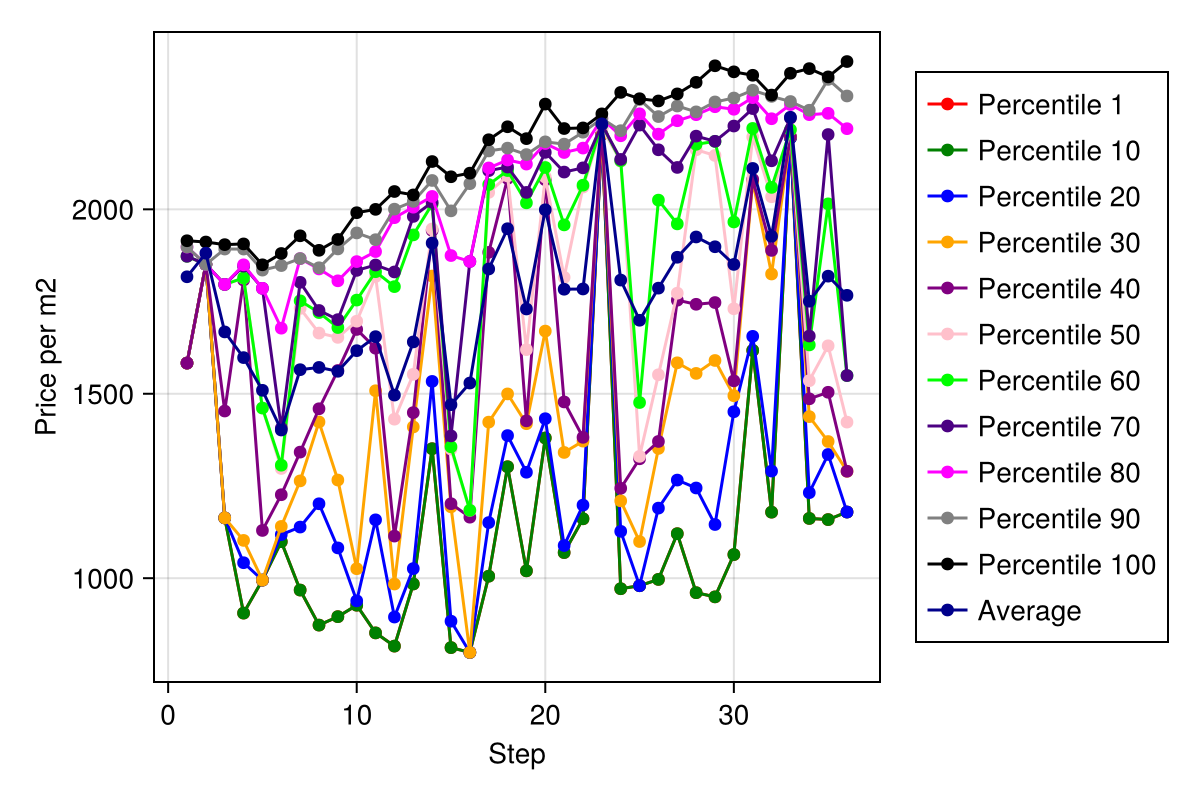 Price per m2
2000
1500
1000
0
10
20
30
Step
Percentile 1
Percentile 10
Percentile 20
Percentile 30
Percentile 40
Percentile 50
Percentile 60
Percentile 70
Percentile 80
Percentile 90
Percentile 100
Average